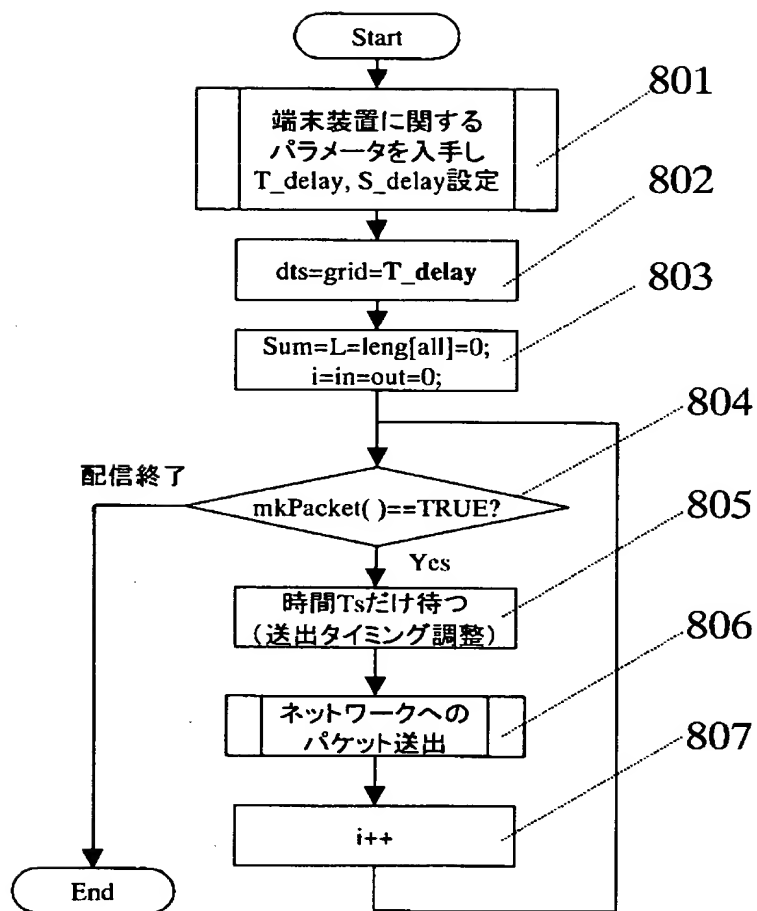 Start
端末装置に関する
パラメータを入手し
T_delay, S_delay設定
801
dts=grid=T_delay
802
Sum=L=leng[all]=0;
i=in=out=0;
803
804
配信終了
mkPacket( )==TRUE?
Yes
805
時間Tsだけ待つ
(送出タイミング調整)
806
ネットワークへの
パケット送出
807
i++
End